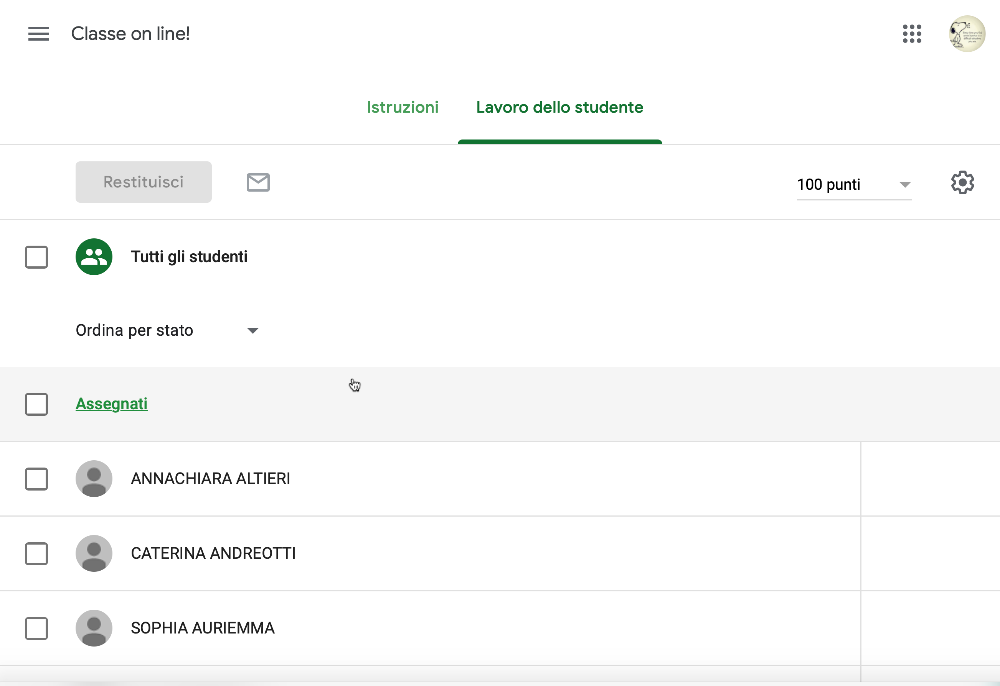 Classe on line!
Istruzioni
Lavoro dello studente
Restituisci
100 punti
Tutti gli studenti
Ordina per stato
Assegnati
ANNACHIARA ALTIERI
CATERINA ANDREOTTI
SOPHIA AURIEMMA